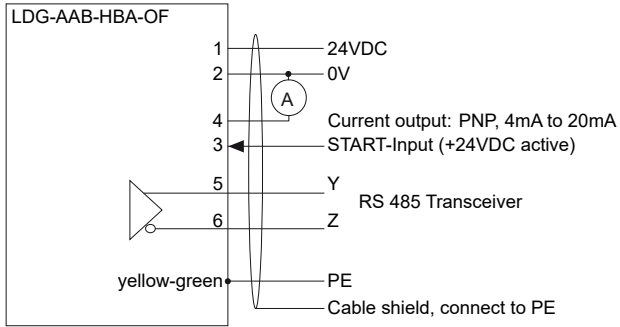 LDG-AAB-HBA-OF
1 24VDC
2 0V
A
4 Current output: PNP, 4mA to 20mA
3 START-Input (+24VDC active)
5 Y
RS 485 Transceiver
6 Z
yellow-green PE
Cable shield, connect to PE